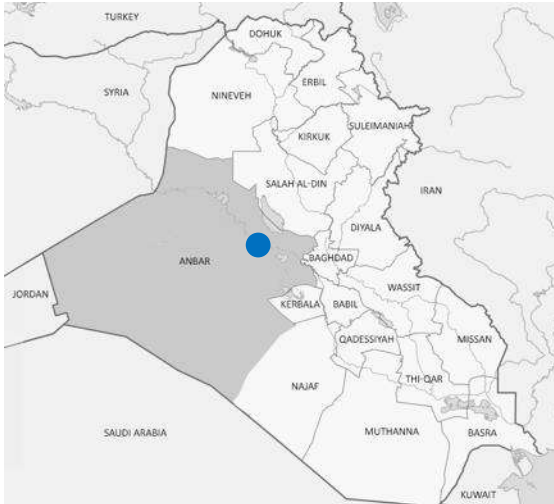 TURKEY
DOHUK
ERBIL
SYRIA
NINEVEH
SULEIMANIAH
KIRKUK
SALAH AL-DIN
IRAN
DIYALA
BAGHDAD
ANBAR
WASSIT
JORDAN
KERBALA
BABIL
QADESSIYAH
MISSAN
THI-QAR
NAJAF
SAUDI ARABIA
MUTHANNA
BASRA
KUWAIT